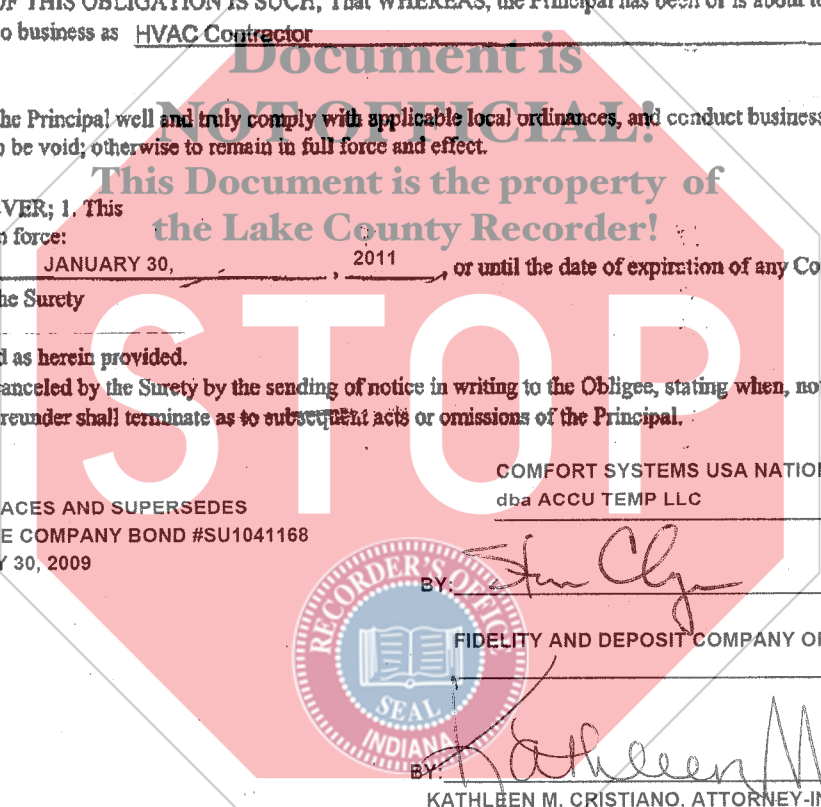 OF THIS OBLIGATION IS SUCH, That WHEREAS, the Principal has been or is about to
o business as HVAC Contractor
Document is
NOT OFFICIAL!
he Principal well and truly comply with applicable local ordinances, and conduct business
be void; otherwise to remain in full force and effect.
This Document is the property of
the Lake County Recorder!
VER; 1. This
n force:
JANUARY 30, , 2011 , or until the date of expiration of any Co
he Surety
d as herein provided.
anceled by the Surety by the sending of notice in writing to the Obligee, stating when, no
reunder shall terminate as to subsequent acts or omissions of the Principal.
STOP
COMFORT SYSTEMS USA NATIO
dba ACCU TEMP LLC
ACES AND SUPERSEDES
E COMPANY BOND #SU1041168
Y 30, 2009
BY:
RECORDER'S OFFICE
SEAL
INDIANA
FIDELITY AND DEPOSIT COMPANY O
BY: Kathleen M
KATHLEEN M. CRISTIANO, ATTORNEY-I